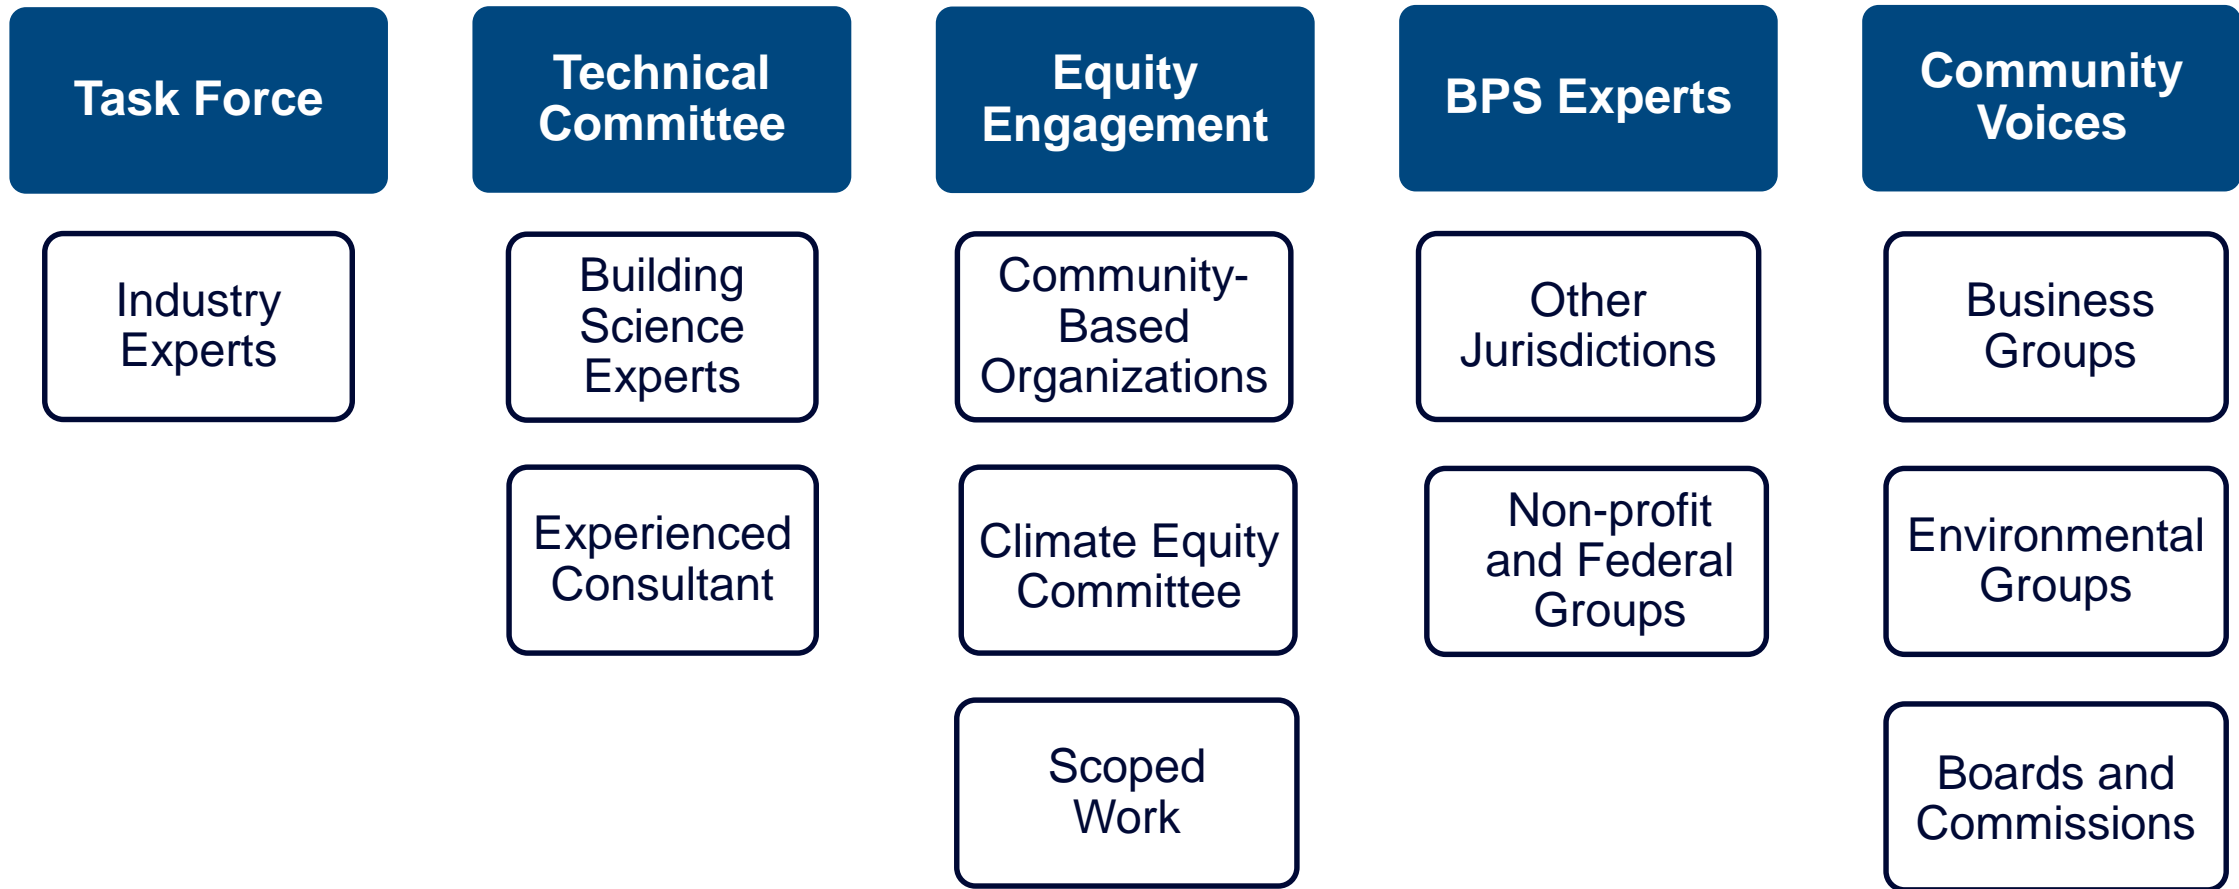 Task Force
Technical
Committee
Equity
Engagement
BPS Experts
Community
Voices
Industry
Experts
Building
Science
Experts
Community-
Based
Organizations
Other
Jurisdictions
Business
Groups
Experienced
Consultant
Climate Equity
Committee
Non-profit
and Federal
Groups
Environmental
Groups
Scoped
Work
Boards and
Commissions